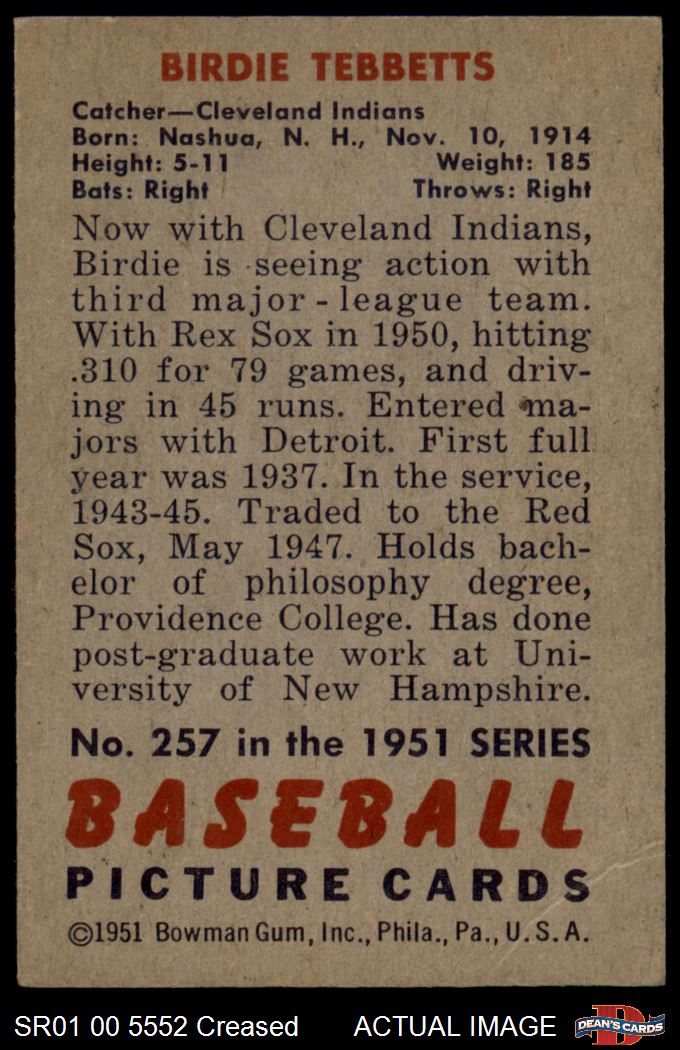 BIRDIE TEBBETTS
Catcher—Cleveland Indians
Born: Nashua, N. H., Nov. 10, 1914
Height: 5-11 Weight: 185
Bats: Right Throws: Right
Now with Cleveland Indians,
Birdie is seeing action with
third major-league team.
With Rex Sox in 1950, hitting
.310 for 79 games, and driv-
ing in 45 runs. Entered ma-
jors with Detroit. First full
year was 1937. In the service,
1943-45. Traded to the Red
Sox, May 1947. Holds bach-
elor of philosophy degree,
Providence College. Has done
post-graduate work at Uni-
versity of New Hampshire.
No. 257 in the 1951 SERIES
BASEBALL
PICTURE CARDS
©1951 Bowman Gum, Inc., Phila., Pa., U. S. A.
SR01 00 5552 Creased ACTUAL IMAGE DEAN'S CARDS